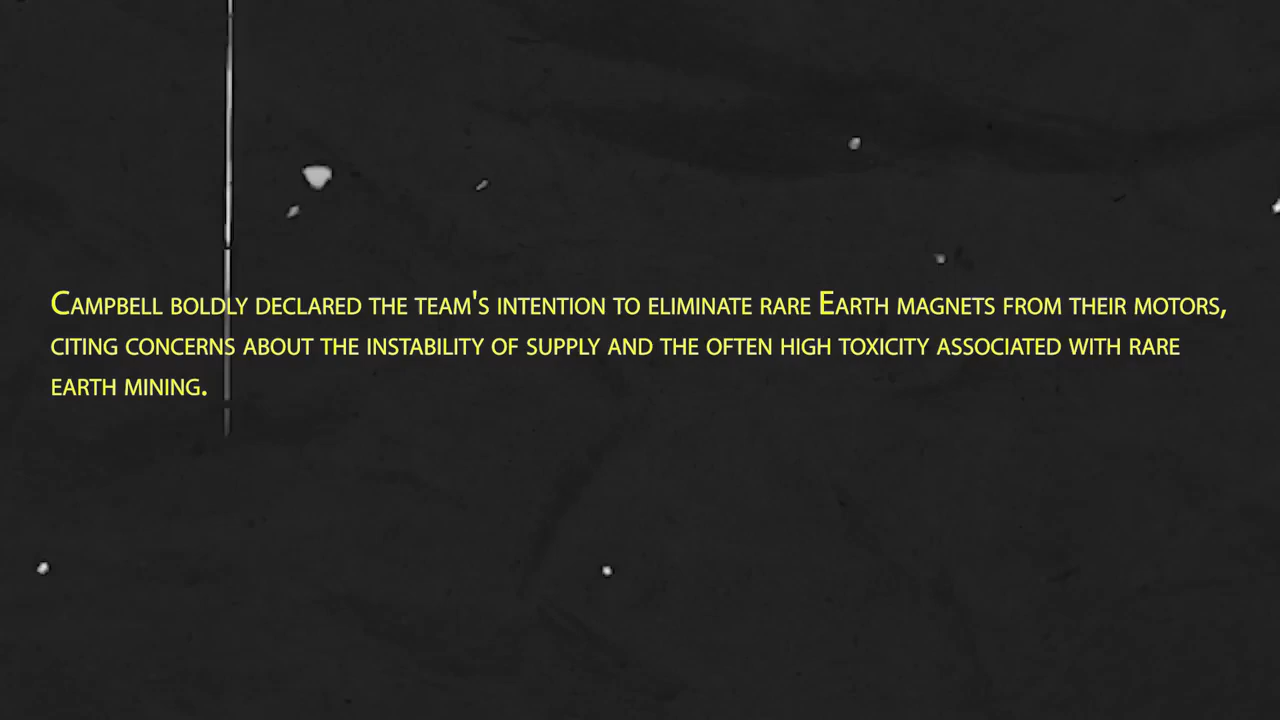 Campbell boldly declared the team's intention to eliminate rare Earth magnets from their motors,
citing concerns about the instability of supply and the often high toxicity associated with rare
earth mining.